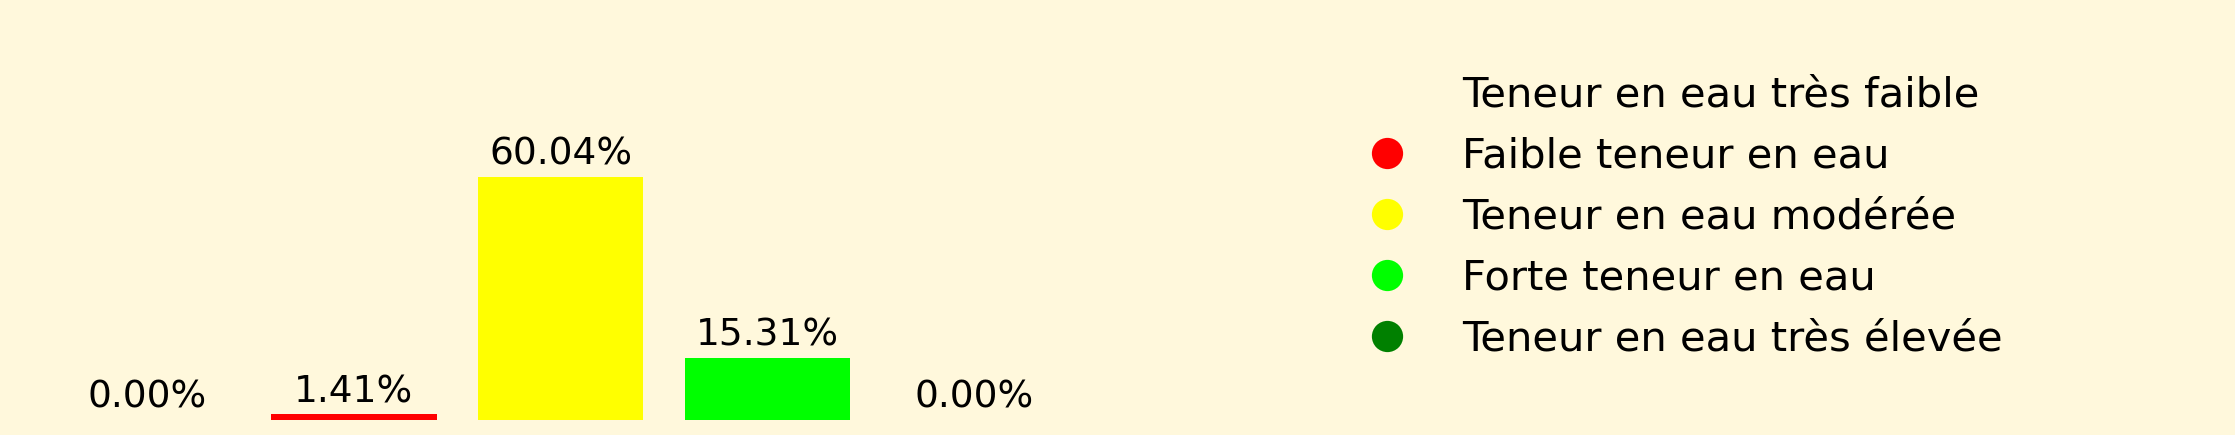 60.04%
15.31%
1.41%
0.00%
0.00%
Teneur en eau très faible
Faible teneur en eau
Teneur en eau modérée
Forte teneur en eau
Teneur en eau très élevée